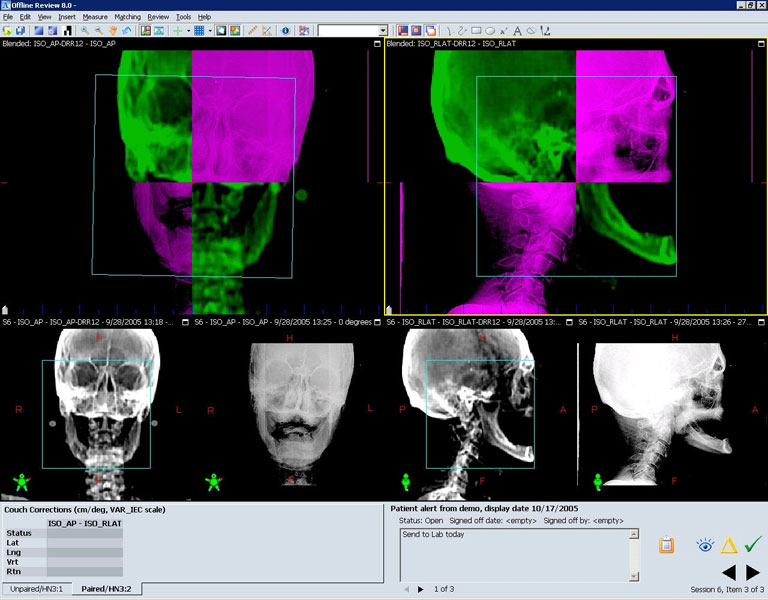 Offline Review 8.0 -
File Edit View Insert Measure Matching Review Tools Help
Blended: ISO_AP-DRR12 - ISO_AP
Blended: ISO_RLAT-DRR12 - ISO_RLAT
S6 - ISO_AP - ISO_AP-DRR12 - 9/28/2005 13:18 -...
S6 - ISO_AP - ISO_AP - 9/28/2005 13:25 - 0 degrees
S6 - ISO_RLAT - ISO_RLAT-DRR12 - 9/28/2005 13:...
S6 - ISO_RLAT - ISO_RLAT - 9/28/2005 13:26 - 27...
H H H H
R L R L P A P A
F F F F
Couch Corrections (cm/deg, VAR_IEC scale)
ISO_AP - ISO_RLAT
Status
Lat
Lng
Vrt
Rtn
Unpaired/HN3:1 Paired/HN3:2
Patient alert from demo, display date 10/17/2005
Status: Open Signed off date: <empty> Signed off by: <empty>
Send to Lab today
1 of 3
Session 6, Item 3 of 3